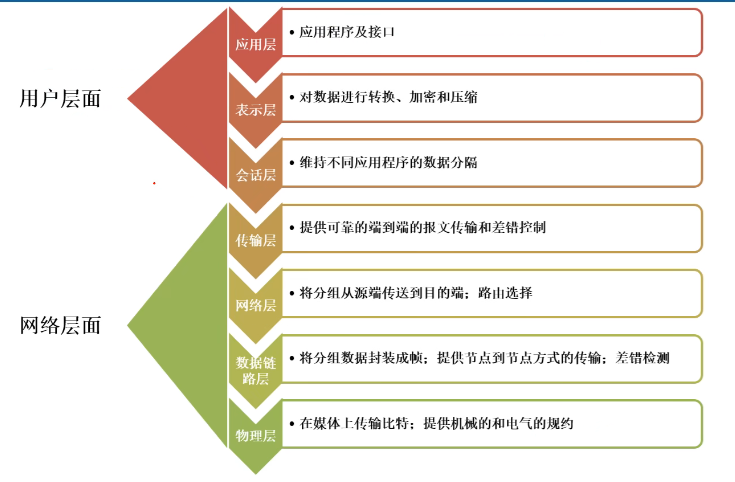 应用层
• 应用程序及接口
用户层面
表示层
• 对数据进行转换、加密和压缩
会话层
• 维持不同应用程序的数据分隔
传输层
• 提供可靠的端到端的报文传输和差错控制
网络层
• 将分组从源端传送到目的端；路由选择
网络层面
数据链
路层
• 将分组数据封装成帧；提供节点到节点方式的传输；差错检测
物理层
• 在媒体上传输比特；提供机械的和电气的规约